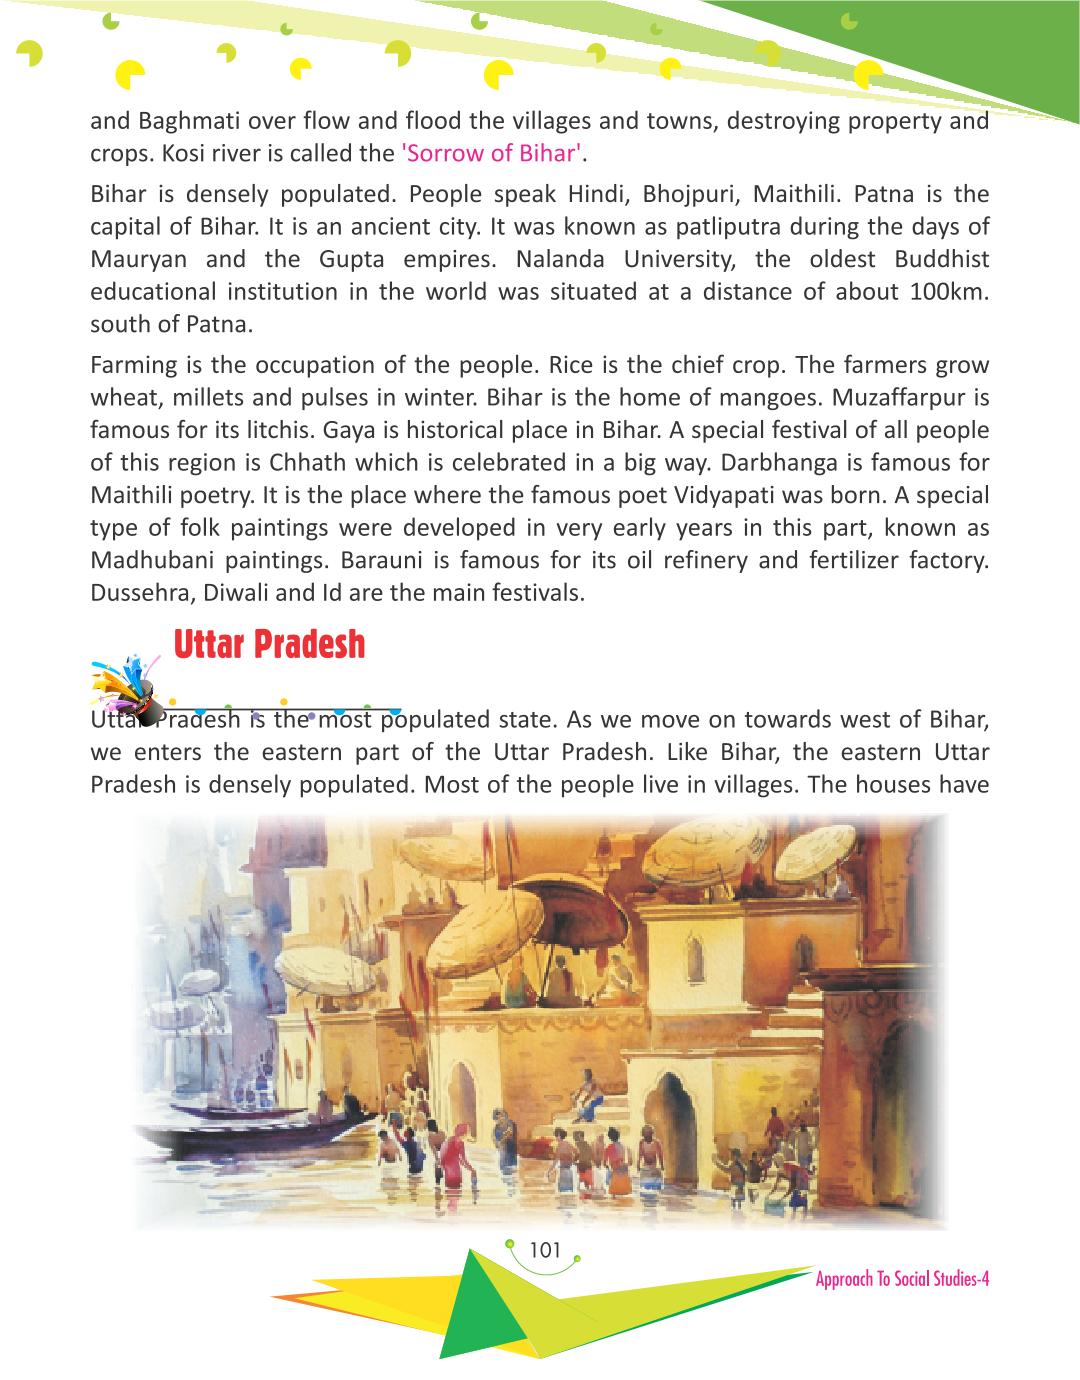 and Baghmati over flow and flood the villages and towns, destroying property and
crops. Kosi river is called the 'Sorrow of Bihar'.
Bihar is densely populated. People speak Hindi, Bhojpuri, Maithili. Patna is the
capital of Bihar. It is an ancient city. It was known as patliputra during the days of
Mauryan and the Gupta empires. Nalanda University, the oldest Buddhist
educational institution in the world was situated at a distance of about 100km.
south of Patna.
Farming is the occupation of the people. Rice is the chief crop. The farmers grow
wheat, millets and pulses in winter. Bihar is the home of mangoes. Muzaffarpur is
famous for its litchis. Gaya is historical place in Bihar. A special festival of all people
of this region is Chhath which is celebrated in a big way. Darbhanga is famous for
Maithili poetry. It is the place where the famous poet Vidyapati was born. A special
type of folk paintings were developed in very early years in this part, known as
Madhubani paintings. Barauni is famous for its oil refinery and fertilizer factory.
Dussehra, Diwali and Id are the main festivals.
Uttar Pradesh
Uttar Pradesh is the most populated state. As we move on towards west of Bihar,
we enters the eastern part of the Uttar Pradesh. Like Bihar, the eastern Uttar
Pradesh is densely populated. Most of the people live in villages. The houses have
101
Approach To Social Studies-4